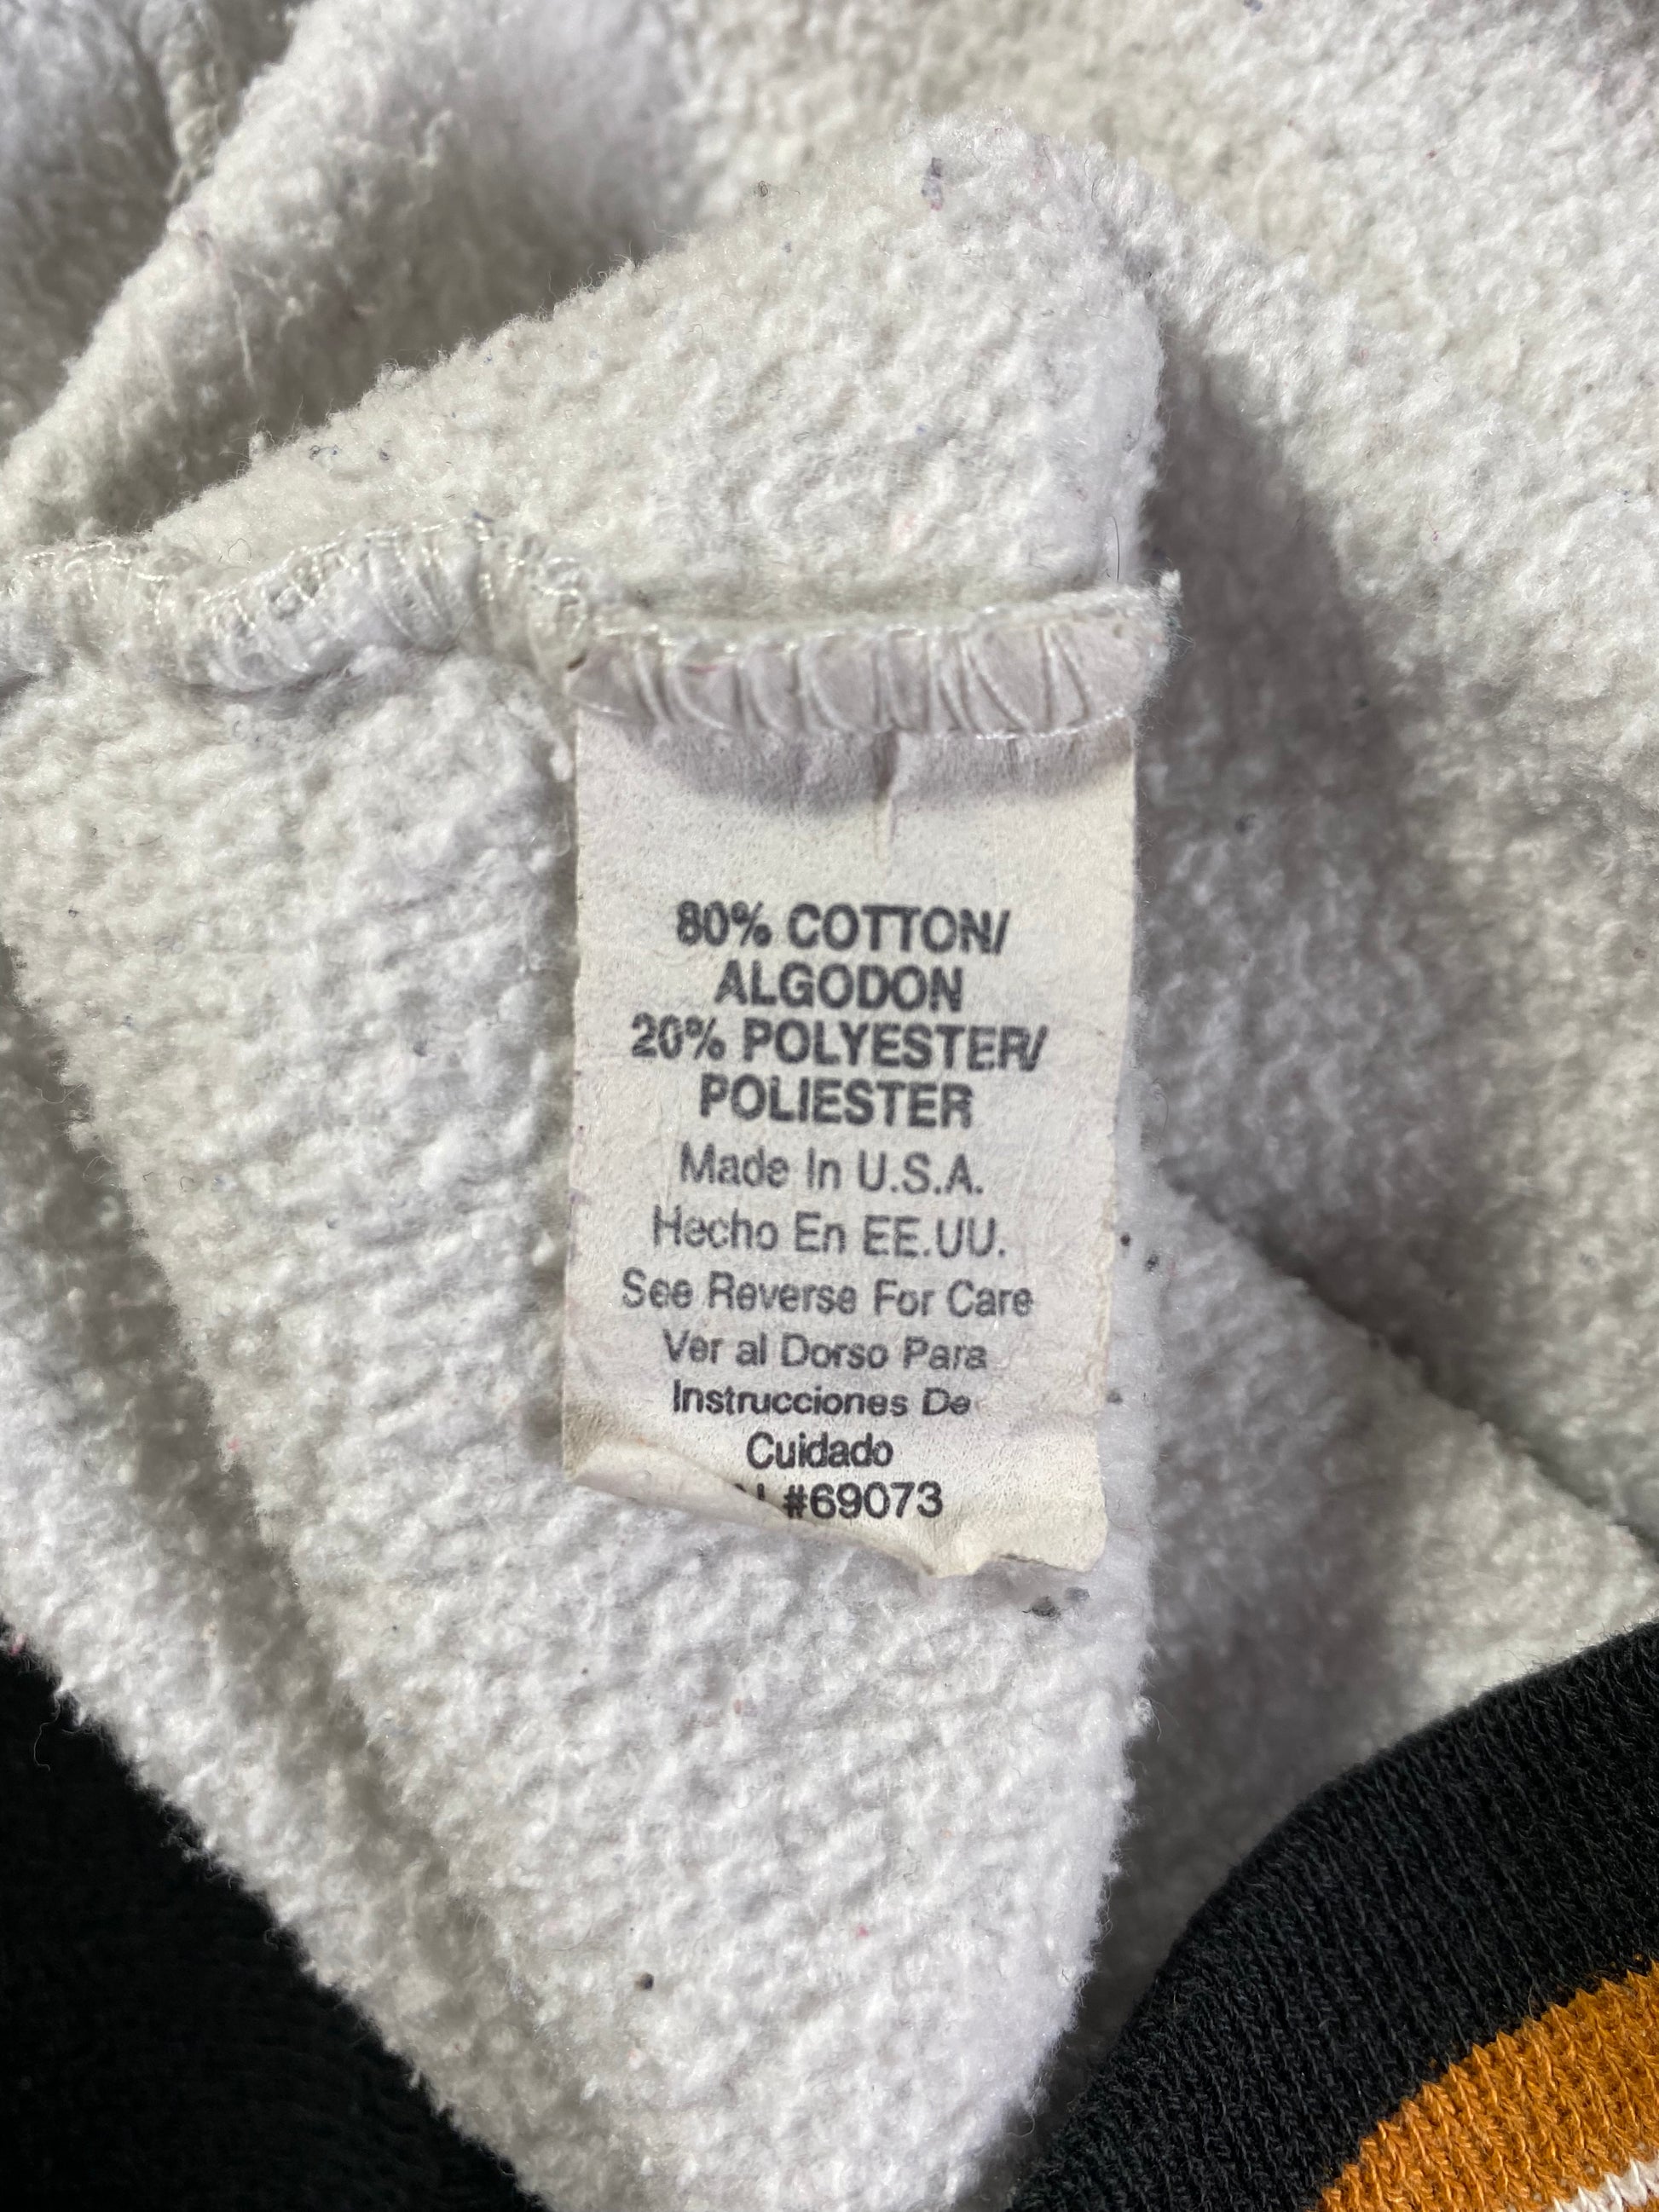 80% COTTON/
ALGODON
20% POLYESTER/
POLIESTER
Made In U.S.A.
Hecho En EE.UU.
See Reverse For Care
Ver al Dorso Para
Instrucciones De
Cuidado
#69073